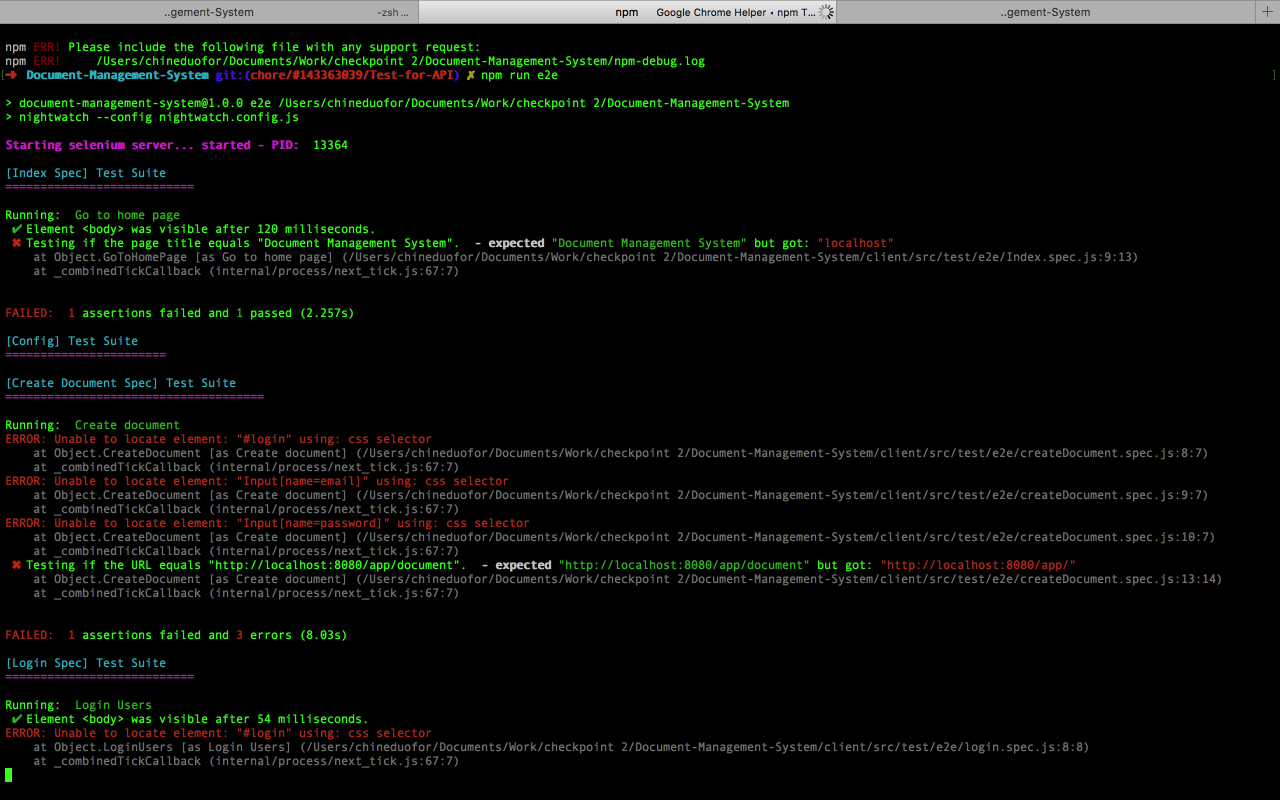 ..gement-System
-zsh ...
npm
Google Chrome Helper • npm T...
..gement-System
npm ERR! Please include the following file with any support request:
npm ERR!     /Users/chineduofor/Documents/Work/checkpoint 2/Document-Management-System/npm-debug.log
[➜  Document-Management-System git:(chore/#143363039/Test-for-API) ✗ npm run e2e ]
> document-management-system@1.0.0 e2e /Users/chineduofor/Documents/Work/checkpoint 2/Document-Management-System
> nightwatch --config nightwatch.config.js
Starting selenium server... started - PID:  13364
[Index Spec] Test Suite
===========================
Running:  Go to home page
✔ Element <body> was visible after 120 milliseconds.
✖ Testing if the page title equals "Document Management System".  - expected "Document Management System" but got: "localhost"
    at Object.GoToHomePage [as Go to home page] (/Users/chineduofor/Documents/Work/checkpoint 2/Document-Management-System/client/src/test/e2e/Index.spec.js:9:13)
    at _combinedTickCallback (internal/process/next_tick.js:67:7)
FAILED:  1 assertions failed and 1 passed (2.257s)
[Config] Test Suite
=======================
[Create Document Spec] Test Suite
=====================================
Running:  Create document
ERROR: Unable to locate element: "#login" using: css selector
    at Object.CreateDocument [as Create document] (/Users/chineduofor/Documents/Work/checkpoint 2/Document-Management-System/client/src/test/e2e/createDocument.spec.js:8:7)
    at _combinedTickCallback (internal/process/next_tick.js:67:7)
ERROR: Unable to locate element: "Input[name=email]" using: css selector
    at Object.CreateDocument [as Create document] (/Users/chineduofor/Documents/Work/checkpoint 2/Document-Management-System/client/src/test/e2e/createDocument.spec.js:9:7)
    at _combinedTickCallback (internal/process/next_tick.js:67:7)
ERROR: Unable to locate element: "Input[name=password]" using: css selector
    at Object.CreateDocument [as Create document] (/Users/chineduofor/Documents/Work/checkpoint 2/Document-Management-System/client/src/test/e2e/createDocument.spec.js:10:7)
    at _combinedTickCallback (internal/process/next_tick.js:67:7)
✖ Testing if the URL equals "http://localhost:8080/app/document".  - expected "http://localhost:8080/app/document" but got: "http://localhost:8080/app/"
    at Object.CreateDocument [as Create document] (/Users/chineduofor/Documents/Work/checkpoint 2/Document-Management-System/client/src/test/e2e/createDocument.spec.js:13:14)
    at _combinedTickCallback (internal/process/next_tick.js:67:7)
FAILED:  1 assertions failed and 3 errors (8.03s)
[Login Spec] Test Suite
===========================
Running:  Login Users
✔ Element <body> was visible after 54 milliseconds.
ERROR: Unable to locate element: "#login" using: css selector
    at Object.LoginUsers [as Login Users] (/Users/chineduofor/Documents/Work/checkpoint 2/Document-Management-System/client/src/test/e2e/login.spec.js:8:8)
    at _combinedTickCallback (internal/process/next_tick.js:67:7)